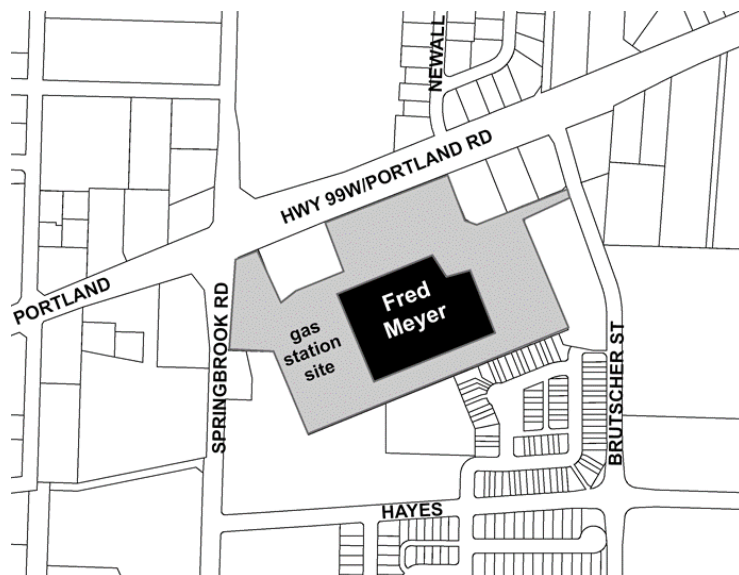 NEWALL
HWY 99W/PORTLAND RD
PORTLAND
SPRINGBROOK RD
gas
station
site
Fred
Meyer
BRUTSCHER ST
HAYES